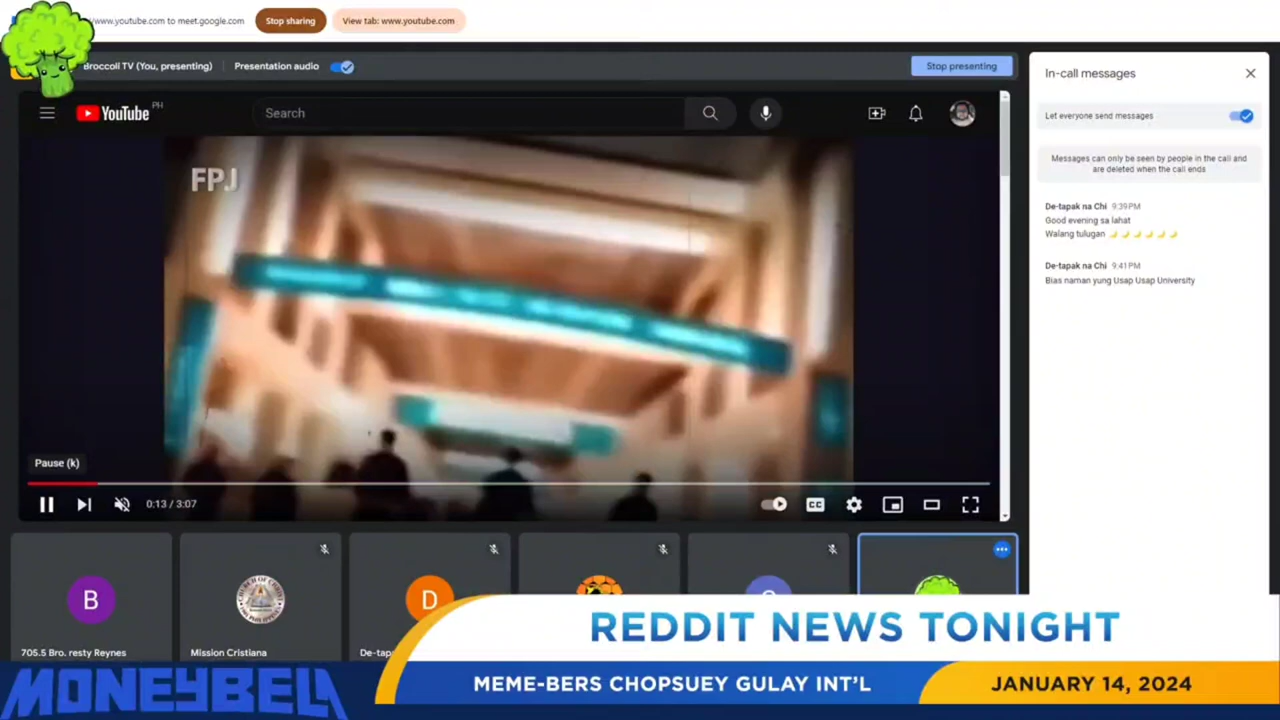 www.youtube.com to meet.google.com
Stop sharing
View tab: www.youtube.com
Broccoli TV (You, presenting)
Presentation audio
Stop presenting
YouTube
PH
Search
FPJ
Pause (k)
0:13 / 3:07
CC
In-call messages
Let everyone send messages
Messages can only be seen by people in the call and
are deleted when the call ends
De-tapak na Chi 9:39 PM
Good evening sa lahat
Walang tulugan 🌙🌙🌙🌙🌙🌙
De-tapak na Chi 9:41 PM
Bias naman yung Usap Usap University
B
705.5 Bro. resty Reynes
Mission Cristiana
D
De-tap
REDDIT NEWS TONIGHT
MONEYBELL
MEME-BERS CHOPSUEY GULAY INT'L
JANUARY 14, 2024